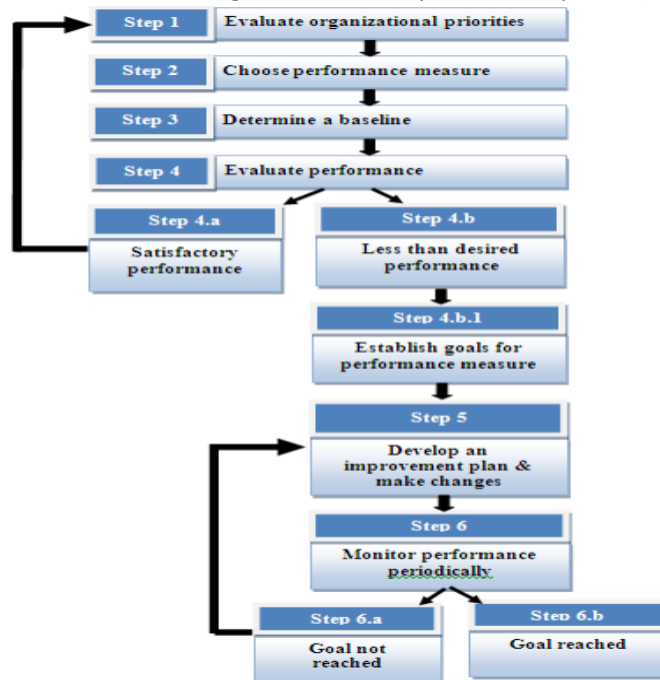 Step 1
Evaluate organizational priorities
Step 2
Choose performance measure
Step 3
Determine a baseline
Step 4
Evaluate performance
Step 4.a
Satisfactory
performance
Step 4.b
Less than desired
performance
Step 4.b.1
Establish goals for
performance measure
Step 5
Develop an
improvement plan &
make changes
Step 6
Monitor performance
periodically
Step 6.a
Goal not
reached
Step 6.b
Goal reached